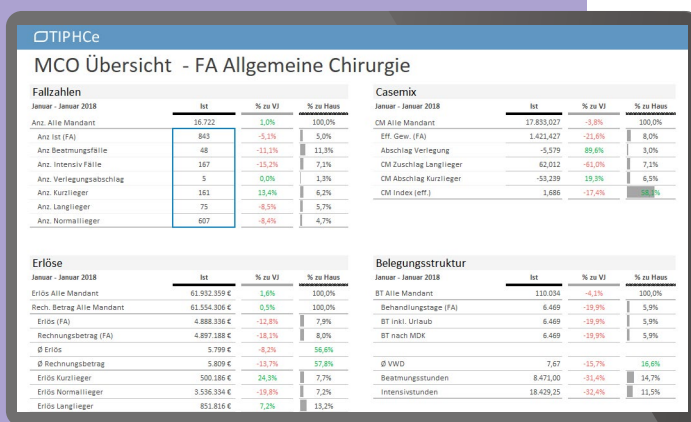 TIPHCe
MCO Übersicht - FA Allgemeine Chirurgie
Fallzahlen
Januar - Januar 2018 Ist % zu VJ % zu Haus
Anz. Alle Mandant 16.722 1,0% 100,0%
Anz Ist (FA) 843 -5,1% 5,0%
Anz Beatmungsfälle 48 -11,1% 11,3%
Anz. Intensiv Fälle 167 -15,2% 7,1%
Anz. Verlegungsabschlag 5 0,0% 1,3%
Anz. Kurzlieger 161 13,4% 6,2%
Anz. Langlieger 75 -8,5% 5,7%
Anz. Normallieger 607 -8,4% 4,7%
Casemix
Januar - Januar 2018 Ist % zu VJ % zu Haus
CM Alle Mandant 17.833,027 -3,8% 100,0%
Eff. Gew. (FA) 1.421,427 -21,6% 8,0%
Abschlag Verlegung -5,579 89,6% 3,0%
CM Zuschlag Langlieger 62,012 -61,0% 7,1%
CM Abschlag Kurzlieger -53,239 19,3% 6,5%
CM Index (eff.) 1,686 -17,4%
Erlöse
Januar - Januar 2018 Ist % zu VJ % zu Haus
Erlös Alle Mandant 61.932.359 € 1,6% 100,0%
Rech. Betrag Alle Mandant 61.554.306 € 0,5% 100,0%
Erlös (FA) 4.888.336 € -12,8% 7,9%
Rechnungsbetrag (FA) 4.897.188 € -18,1% 8,0%
Ø Erlös 5.799 € -8,2% 56,6%
Ø Rechnungsbetrag 5.809 € -13,7% 57,8%
Erlös Kurzlieger 500.186 € 24,3% 7,7%
Erlös Normallieger 3.536.334 € -19,8% 7,2%
Erlös Langlieger 851.816 € 7,2% 13,2%
Belegungsstruktur
Januar - Januar 2018 Ist % zu VJ % zu Haus
BT Alle Mandant 110.034 -4,1% 100,0%
Behandlungstage (FA) 6.469 -19,9% 5,9%
BT inkl. Urlaub 6.469 -19,9% 5,9%
BT nach MDK 6.469 -19,9% 5,9%
Ø VWD 7,67 -15,7% 16,6%
Beatmungsstunden 8.471,00 -31,4% 14,7%
Intensivstunden 18.429,25 -32,4% 11,5%